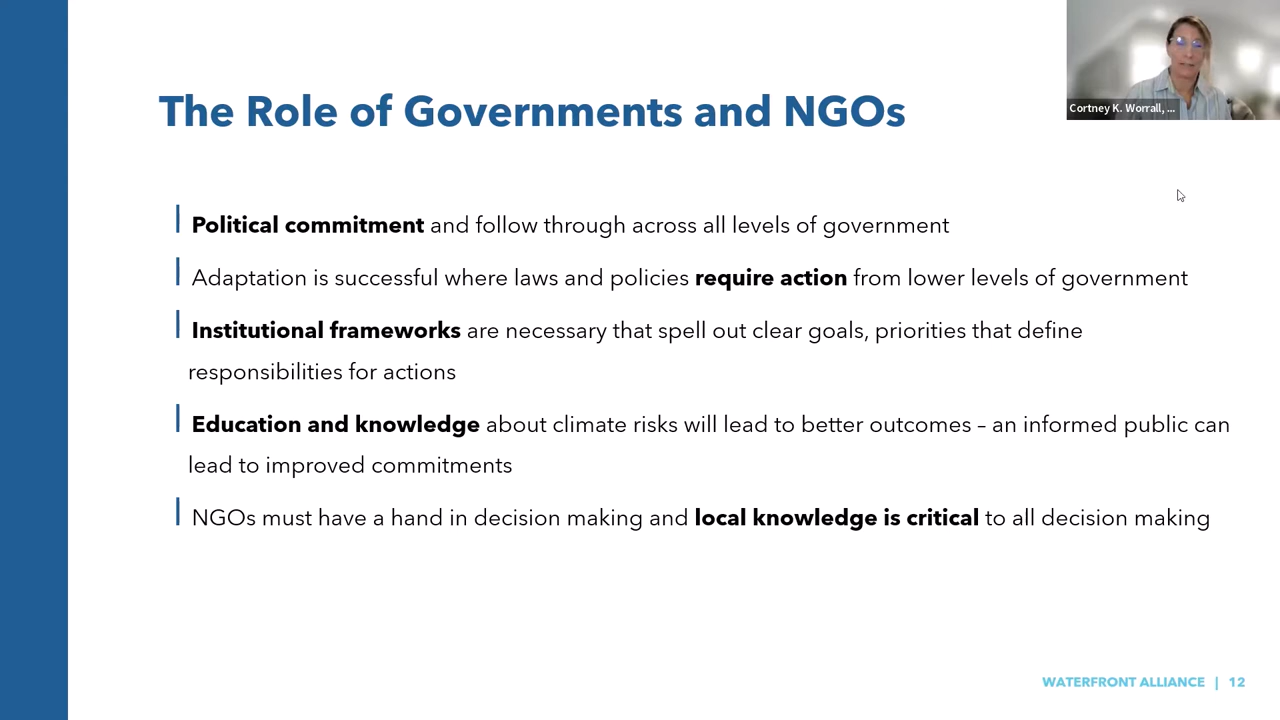 Cortney K. Worrall, ...
The Role of Governments and NGOs
Political commitment and follow through across all levels of government
Adaptation is successful where laws and policies require action from lower levels of government
Institutional frameworks are necessary that spell out clear goals, priorities that define
responsibilities for actions
Education and knowledge about climate risks will lead to better outcomes – an informed public can
lead to improved commitments
NGOs must have a hand in decision making and local knowledge is critical to all decision making
WATERFRONT ALLIANCE | 12